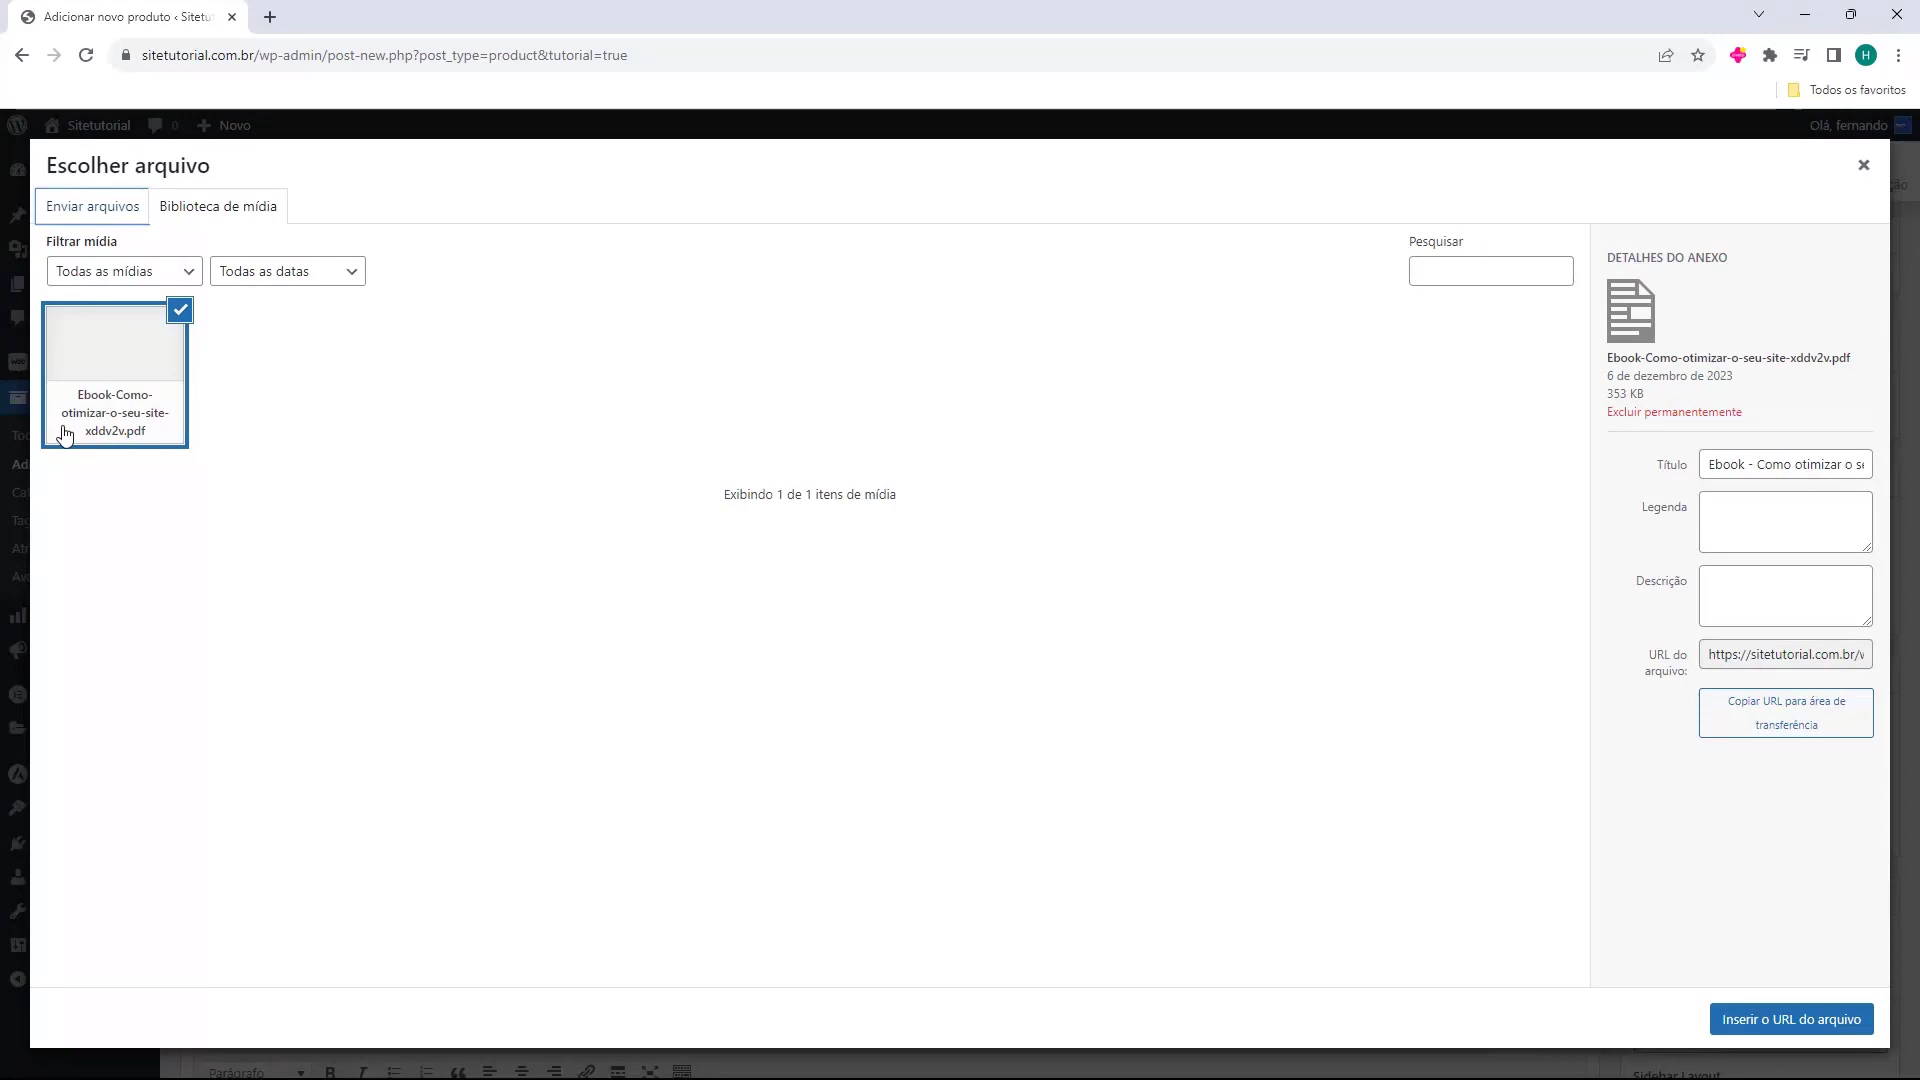 Adicionar novo produto ‹ Sitetu
sitetutorial.com.br/wp-admin/post-new.php?post_type=product&tutorial=true
H
Todos os favoritos
Sitetutorial
0
Novo
Olá, fernando
Escolher arquivo
Enviar arquivos
Biblioteca de mídia
Filtrar mídia
Todas as mídias
Todas as datas
Pesquisar
Ebook-Como-
otimizar-o-seu-site-
xddv2v.pdf
Exibindo 1 de 1 itens de mídia
DETALHES DO ANEXO
Ebook-Como-otimizar-o-seu-site-xddv2v.pdf
6 de dezembro de 2023
353 KB
Excluir permanentemente
Título
Ebook - Como otimizar o se
Legenda
Descrição
URL do
arquivo:
https://sitetutorial.com.br/v
Copiar URL para área de
transferência
Inserir o URL do arquivo
Parágrafo
Sidebar Layout